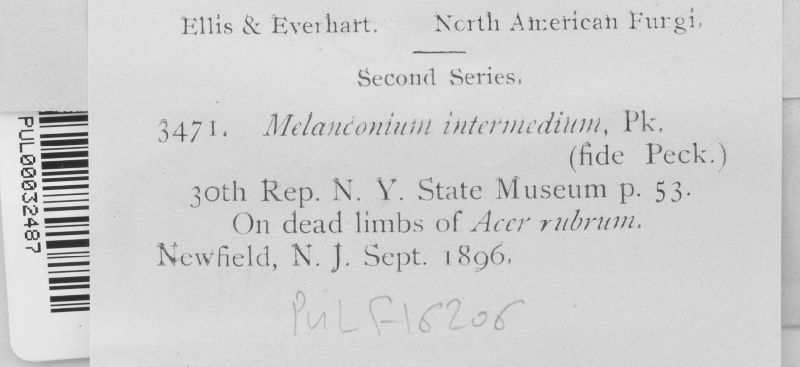 Ellis & Everhart. North American Fungi.
Second Series.
3471. Melanconium intermedium, Pk.
(fide Peck.)
30th Rep. N. Y. State Museum p. 53.
On dead limbs of Acer rubrum.
Newfield, N. J. Sept. 1896.
PUL F16206
PUL00032487